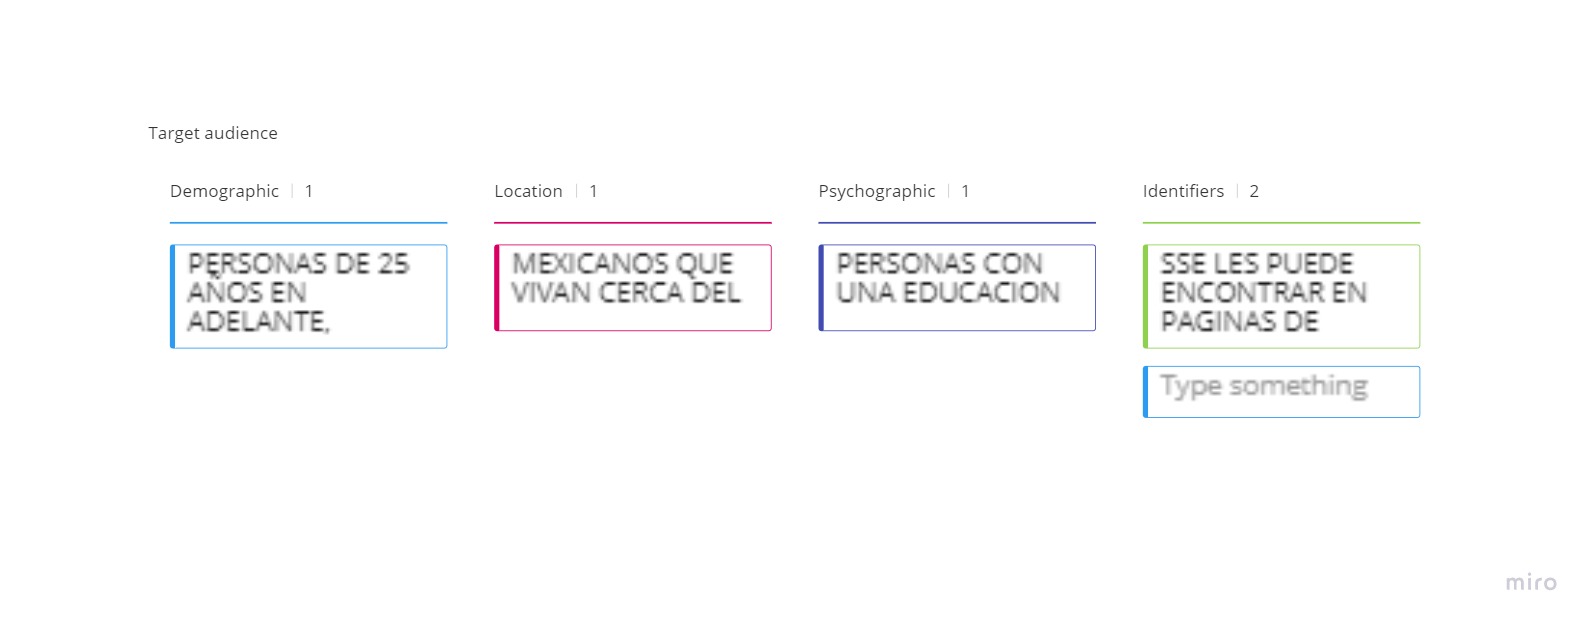 Target audience
Demographic 1
Location 1
Psychographic 1
Identifiers 2
PERSONAS DE 25
AÑOS EN
ADELANTE,
MEXICANOS QUE
VIVAN CERCA DEL
PERSONAS CON
UNA EDUCACION
SSE LES PUEDE
ENCONTRAR EN
PAGINAS DE
Type something
miro